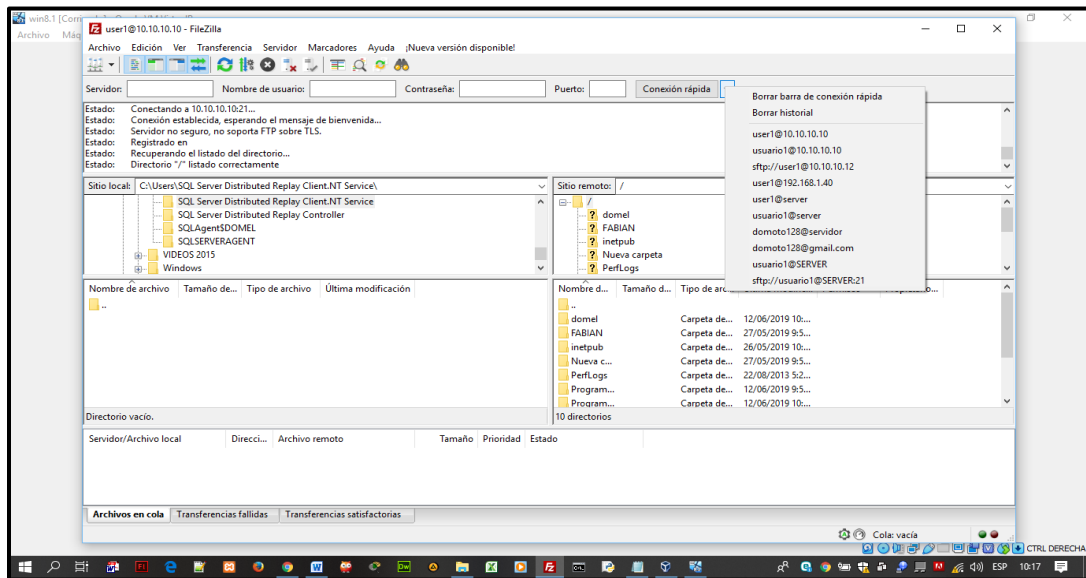 win8.1 [Corri
Archivo Máq
user1@10.10.10.10 - FileZilla
Archivo Edición Ver Transferencia Servidor Marcadores Ayuda ¡Nueva versión disponible!
Servidor: Nombre de usuario: Contraseña: Puerto: Conexión rápida
Borrar barra de conexión rápida
Borrar historial
user1@10.10.10.10
usuario1@10.10.10.10
sftp://user1@10.10.10.12
user1@192.168.1.40
user1@server
usuario1@server
domoto128@servidor
domoto128@gmail.com
usuario1@SERVER
sftp://usuario1@SERVER:21
Estado: Conectando a 10.10.10.10:21...
Estado: Conexión establecida, esperando el mensaje de bienvenida...
Estado: Servidor no seguro, no soporta FTP sobre TLS.
Estado: Registrado en
Estado: Recuperando el listado del directorio...
Estado: Directorio "/" listado correctamente
Sitio local: C:\Users\SQL Server Distributed Replay Client.NT Service\
SQL Server Distributed Replay Client.NT Service
SQL Server Distributed Replay Controller
SQLAgent$DOMEL
SQLSERVERAGENT
VIDEOS 2015
Windows
Sitio remoto: /
/
? domel
? FABIAN
? inetpub
? Nueva carpeta
? PerfLogs
Nombre de archivo Tamaño de... Tipo de archivo Última modificación
..
Directorio vacío.
Nombre d... Tamaño d... Tipo de arc...
..
domel Carpeta de... 12/06/2019 10:...
FABIAN Carpeta de... 27/05/2019 9:5...
inetpub Carpeta de... 26/05/2019 10:...
Nueva c... Carpeta de... 27/05/2019 9:5...
PerfLogs Carpeta de... 22/08/2013 5:2...
Program... Carpeta de... 12/06/2019 9:5...
Program... Carpeta de... 12/06/2019 10:...
10 directorios
Servidor/Archivo local Direcci... Archivo remoto Tamaño Prioridad Estado
Archivos en cola Transferencias fallidas Transferencias satisfactorias
Cola: vacía
CTRL DERECHA
ESP 10:17